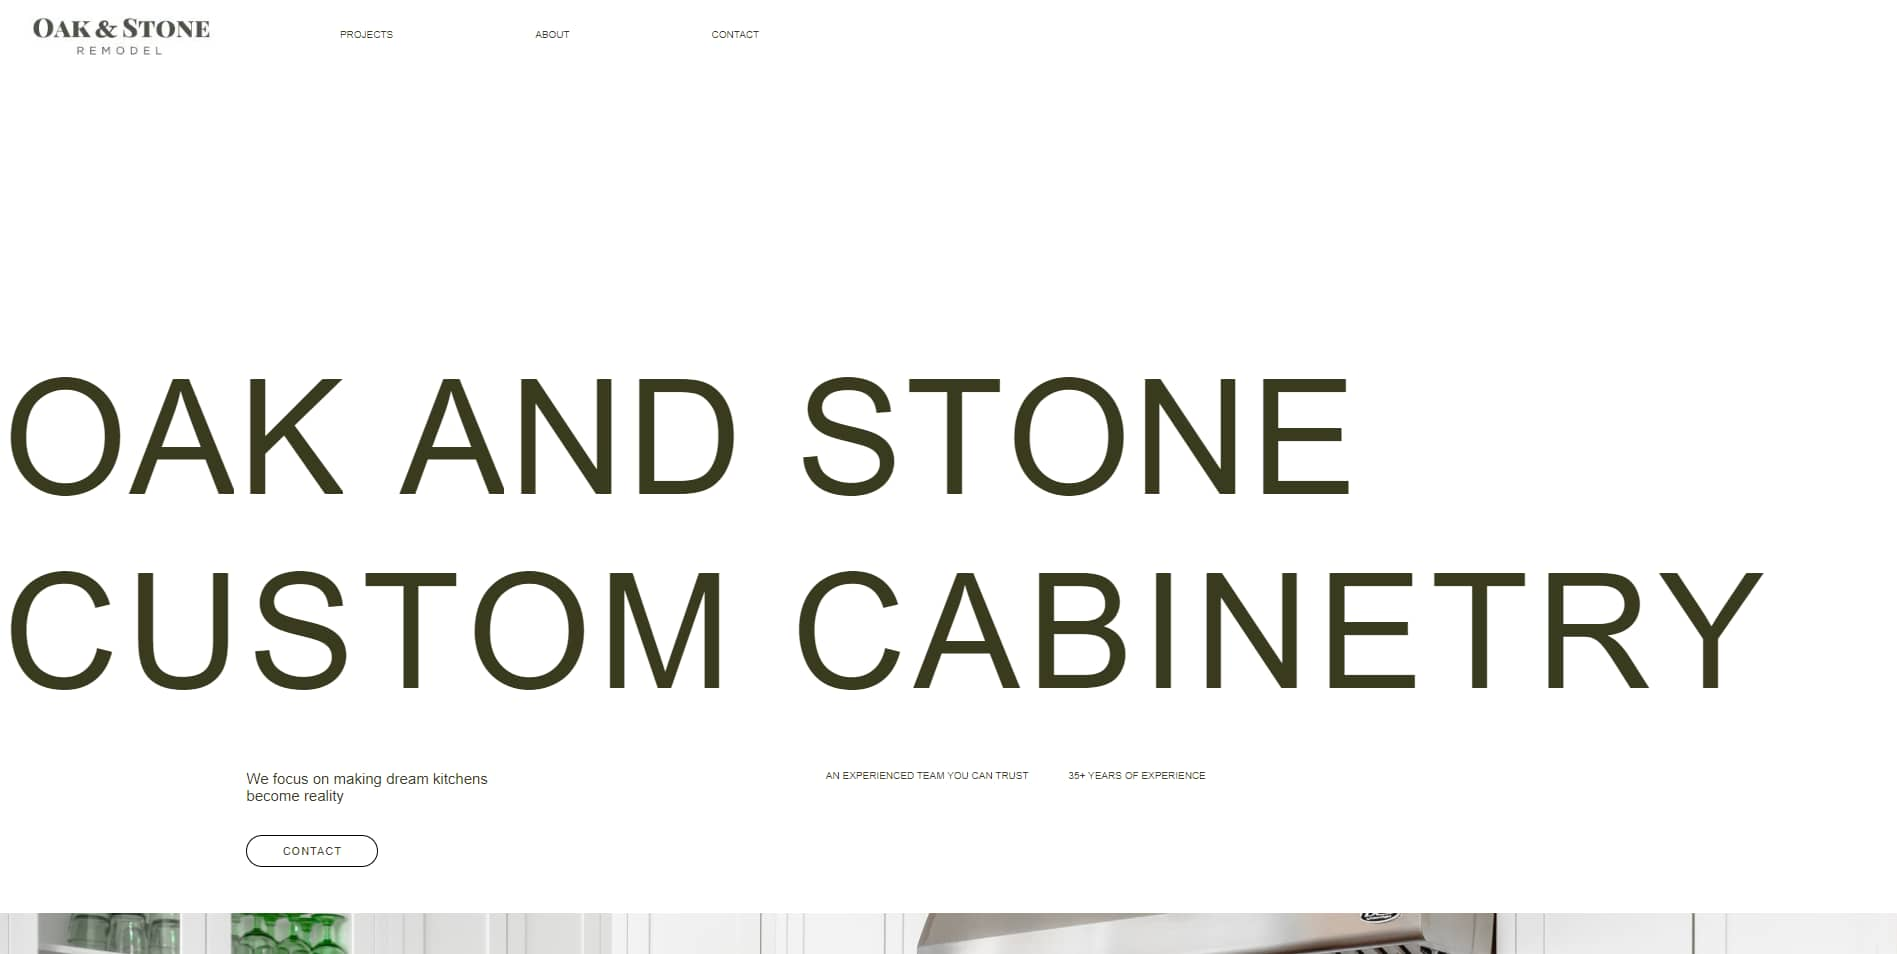 OAK & STONE
REMODEL
PROJECTS
ABOUT
CONTACT
OAK AND STONE
CUSTOM CABINETRY
We focus on making dream kitchens
become reality
AN EXPERIENCED TEAM YOU CAN TRUST
35+ YEARS OF EXPERIENCE
CONTACT